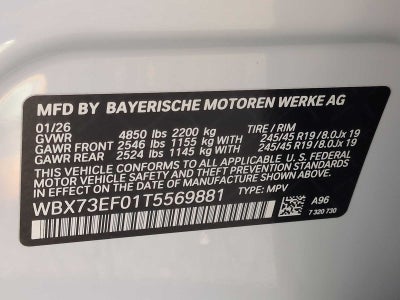 MFD BY BAYERISCHE MOTOREN WERKE AG
01/26
GVWR 4850 lbs 2200 kg TIRE / RIM
GAWR FRONT 2546 lbs 1155 kg WITH 245/45 R19 /8.0Jx 19
GAWR REAR 2524 lbs 1145 kg WITH 245/45 R19 /8.0Jx 19
THIS VEHICLE CONFORMS TO ALL APPLICABLE FEDERAL
MOTOR VEHICLE SAFETY AND THEFT PREVENTION STANDARDS
IN EFFECT ON THE DATE OF MANUFACTURE SHOWN ABOVE.
WBX73EF01T5569881 TYPE: MPV
A96
7 320 730